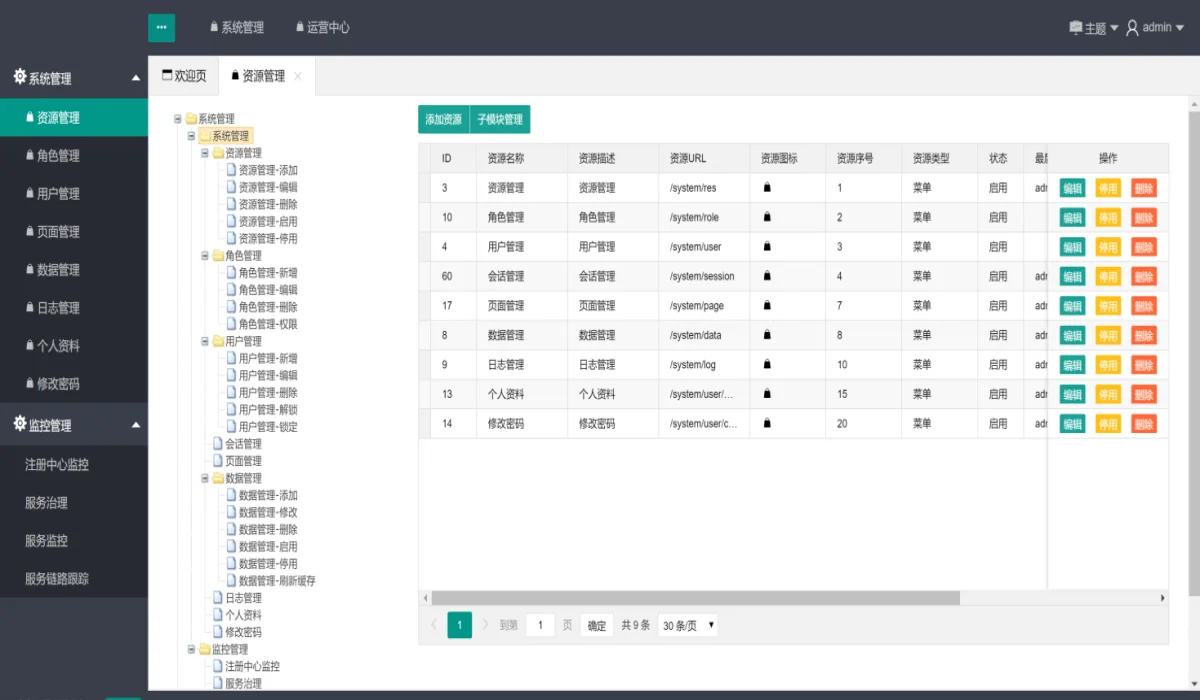 系统管理 运营中心 主题 admin
系统管理
资源管理
角色管理
用户管理
页面管理
数据管理
日志管理
个人资料
修改密码
监控管理
注册中心监控
服务治理
服务监控
服务链路跟踪
欢迎页 资源管理
系统管理
系统管理
资源管理
资源管理-添加
资源管理-编辑
资源管理-删除
资源管理-启用
资源管理-停用
角色管理
角色管理-新增
角色管理-编辑
角色管理-删除
角色管理-权限
用户管理
用户管理-新增
用户管理-编辑
用户管理-删除
用户管理-解锁
用户管理-锁定
会话管理
页面管理
数据管理
数据管理-添加
数据管理-修改
数据管理-删除
数据管理-启用
数据管理-停用
数据管理-刷新缓存
日志管理
个人资料
修改密码
监控管理
注册中心监控
服务治理
添加资源 子模块管理
ID 资源名称 资源描述 资源URL 资源图标 资源序号 资源类型 状态 操作
3 资源管理 资源管理 /system/res 1 菜单 启用 编辑 停用 删除
10 角色管理 角色管理 /system/role 2 菜单 启用 编辑 停用 删除
4 用户管理 用户管理 /system/user 3 菜单 启用 编辑 停用 删除
60 会话管理 会话管理 /system/session 4 菜单 启用 编辑 停用 删除
17 页面管理 页面管理 /system/page 7 菜单 启用 编辑 停用 删除
8 数据管理 数据管理 /system/data 8 菜单 启用 编辑 停用 删除
9 日志管理 日志管理 /system/log 10 菜单 启用 编辑 停用 删除
13 个人资料 个人资料 /system/user/... 15 菜单 启用 编辑 停用 删除
14 修改密码 修改密码 /system/user/c... 20 菜单 启用 编辑 停用 删除
1 到第 1 页 确定 共 9 条 30 条/页